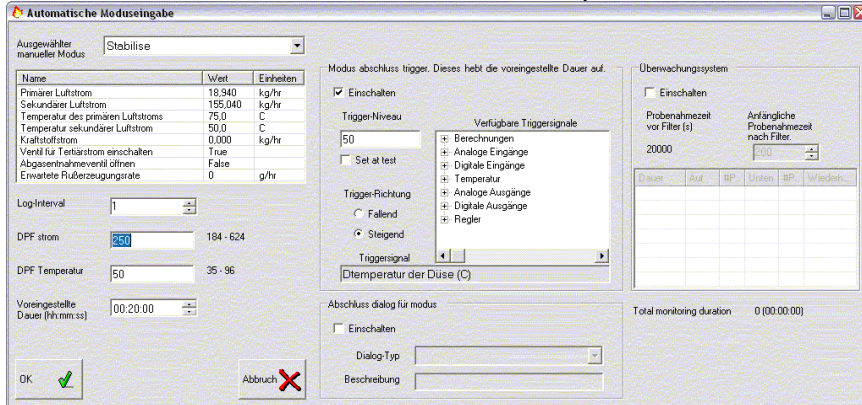 Automatische Moduseingabe
Ausgewählter manueller Modus
Stabilise
Name Wert Einheiten
Primärer Luftstrom 18,940 kg/hr
Sekundärer Luftstrom 155,040 kg/hr
Temperatur des primären Luftstroms 75,0 C
Temperatur sekundärer Luftstrom 50,0 C
Kraftstoffstrom 0,000 kg/hr
Ventil für Tertiärstrom einschalten True
Abgasentnahmeventil öffnen False
Erwartete Rußerzeugungsrate 0 g/hr
Log-Interval 1
DPF strom 250 184 - 624
DPF Temperatur 50 35 - 96
Voreingestellte Dauer (hh:mm:ss) 00:20:00
OK
Abbruch
Modus abschluss trigger. Dieses hebt die voreingestellte Dauer auf.
Einschalten
Trigger-Niveau
50
Set at test
Trigger-Richtung
Fallend
Steigend
Verfügbare Triggersignale
Berechnungen
Analoge Eingänge
Digitale Eingänge
Temperatur
Analoge Ausgänge
Digitale Ausgänge
Regler
Triggersignal
Dtemperatur der Düse (C)
Abschluss dialog für modus
Einschalten
Dialog-Typ
Beschreibung
Überwachungssystem
Einschalten
Probenahmezeit vor Filter (s)
20000
Anfängliche Probenahmezeit nach Filter.
200
Dauer Auf #P. Unten #P. Wiederh...
Total monitoring duration 0 (00:00:00)